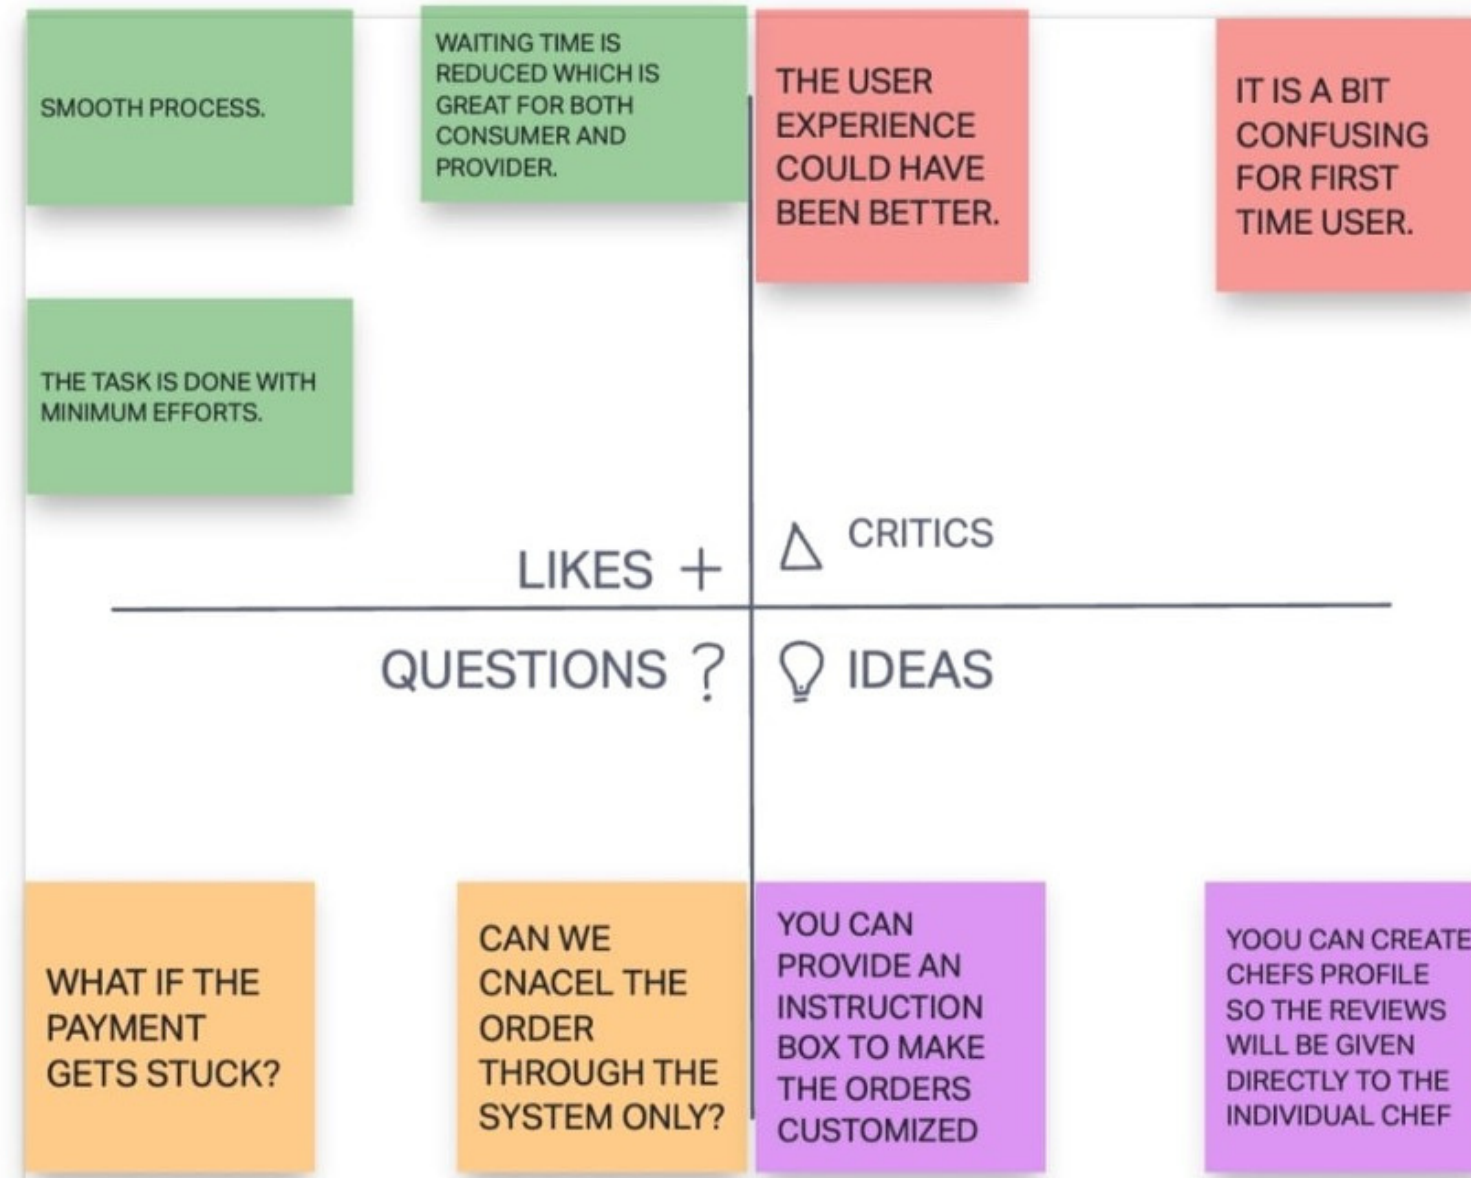 SMOOTH PROCESS.
WAITING TIME IS
REDUCED WHICH IS
GREAT FOR BOTH
CONSUMER AND
PROVIDER.
THE TASK IS DONE WITH
MINIMUM EFFORTS.
LIKES +
THE USER
EXPERIENCE
COULD HAVE
BEEN BETTER.
IT IS A BIT
CONFUSING
FOR FIRST
TIME USER.
CRITICS
QUESTIONS ?
WHAT IF THE
PAYMENT
GETS STUCK?
CAN WE
CNACEL THE
ORDER
THROUGH THE
SYSTEM ONLY?
IDEAS
YOU CAN
PROVIDE AN
INSTRUCTION
BOX TO MAKE
THE ORDERS
CUSTOMIZED
YOOU CAN CREATE
CHEFS PROFILE
SO THE REVIEWS
WILL BE GIVEN
DIRECTLY TO THE
INDIVIDUAL CHEF